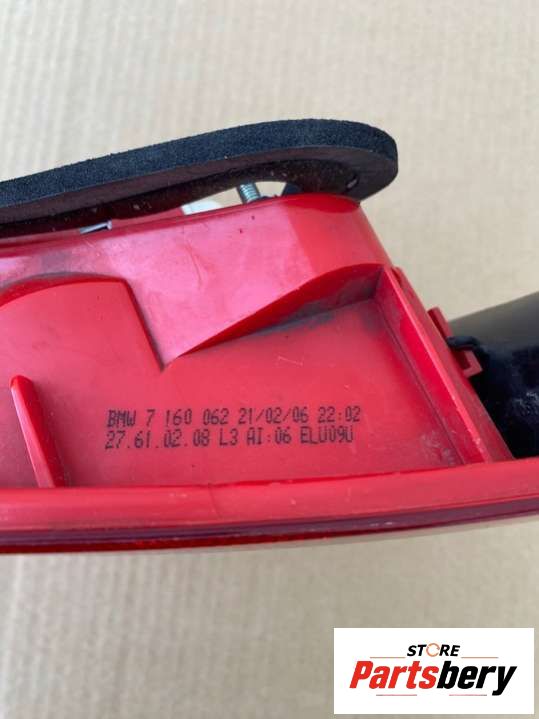 BMW 7 160 062 21/02/06 22:02
27.61.02.08 L3 AI:06 ELU09U
STORE
Partsbery